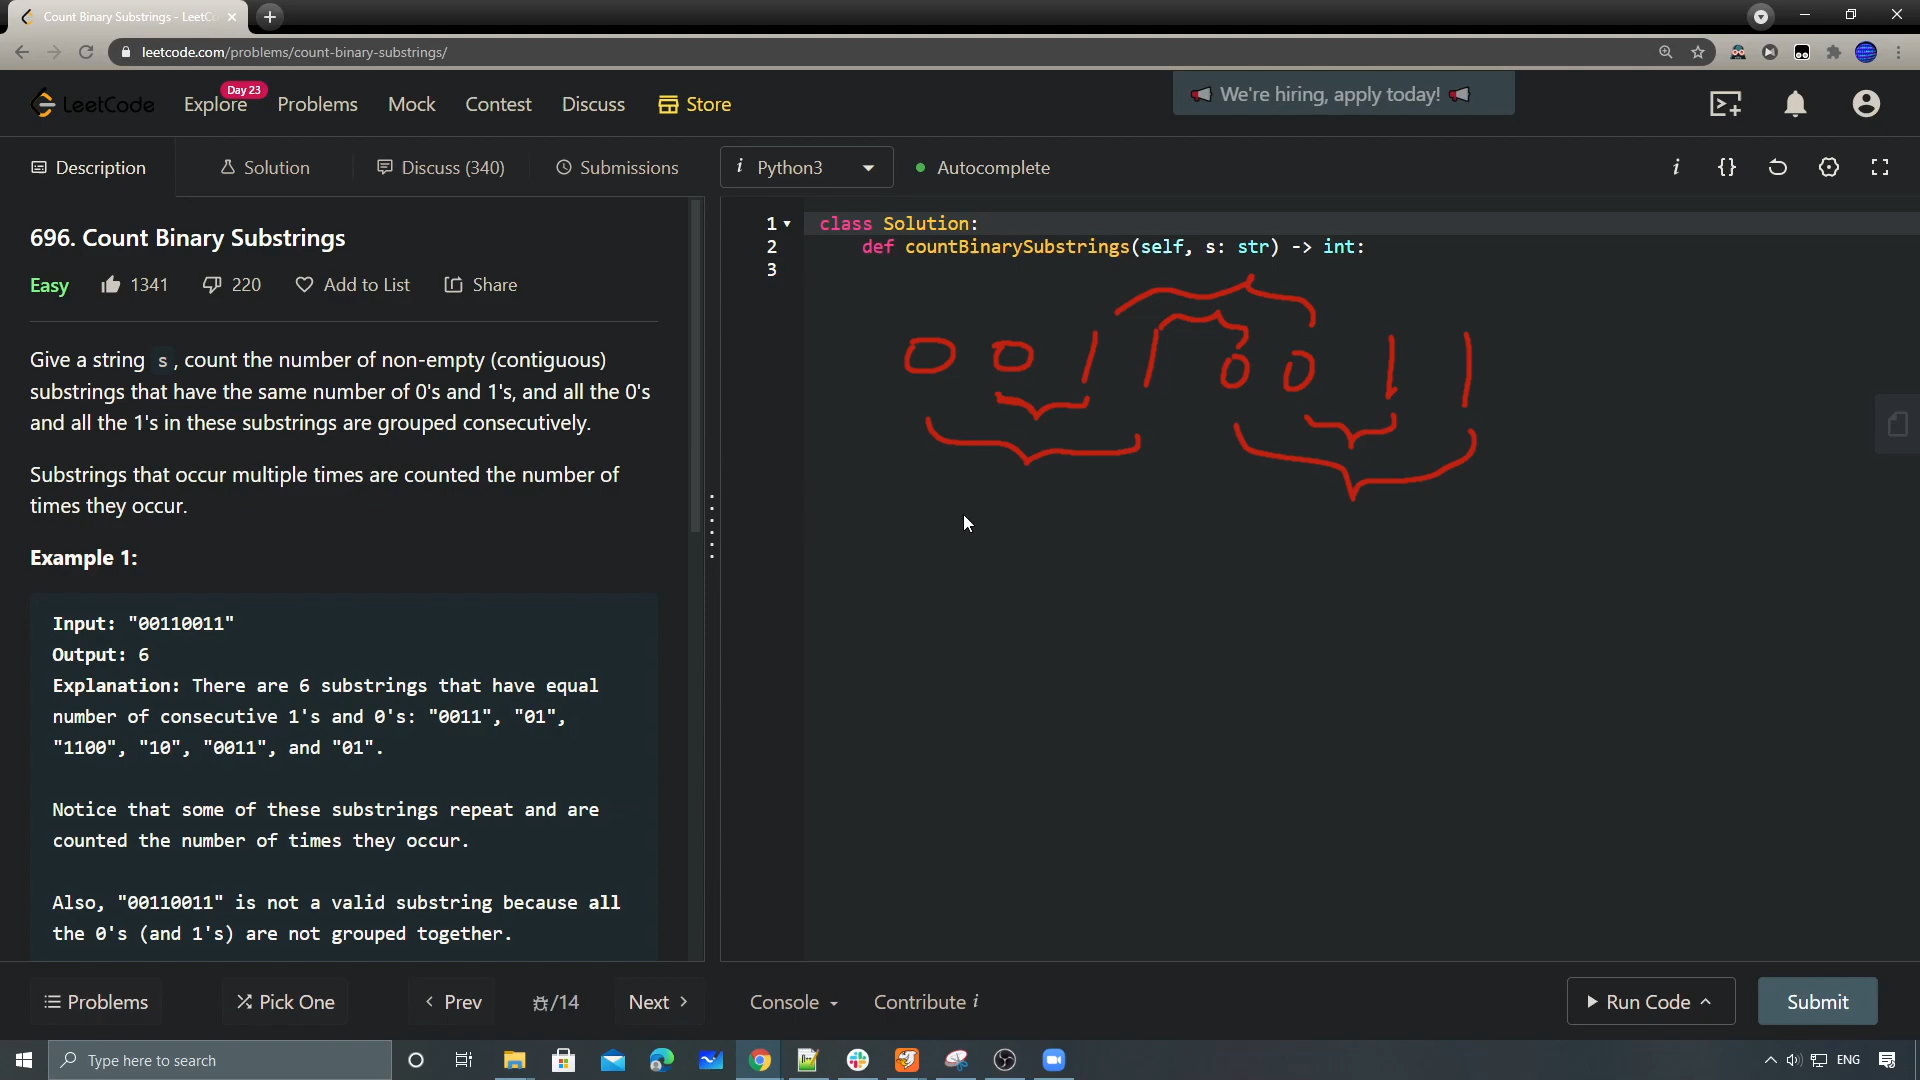 Count Binary Substrings - LeetCo
leetcode.com/problems/count-binary-substrings/
LeetCode
Explore
Day 23
Problems
Mock
Contest
Discuss
Store
We're hiring, apply today!
Description
Solution
Discuss (340)
Submissions
i Python3
Autocomplete
i
{}
696. Count Binary Substrings
Easy
1341
220
Add to List
Share
Give a string s, count the number of non-empty (contiguous)
substrings that have the same number of 0's and 1's, and all the 0's
and all the 1's in these substrings are grouped consecutively.
Substrings that occur multiple times are counted the number of
times they occur.
Example 1:
Input: "00110011"
Output: 6
Explanation: There are 6 substrings that have equal
number of consecutive 1's and 0's: "0011", "01",
"1100", "10", "0011", and "01".
Notice that some of these substrings repeat and are
counted the number of times they occur.
Also, "00110011" is not a valid substring because all
the 0's (and 1's) are not grouped together.
1 class Solution:
2 def countBinarySubstrings(self, s: str) -> int:
3
0 0 1 1 0 0 1 1
Problems
Pick One
Prev
/14
Next
Console
Contribute i
Run Code
Submit
Type here to search
ENG